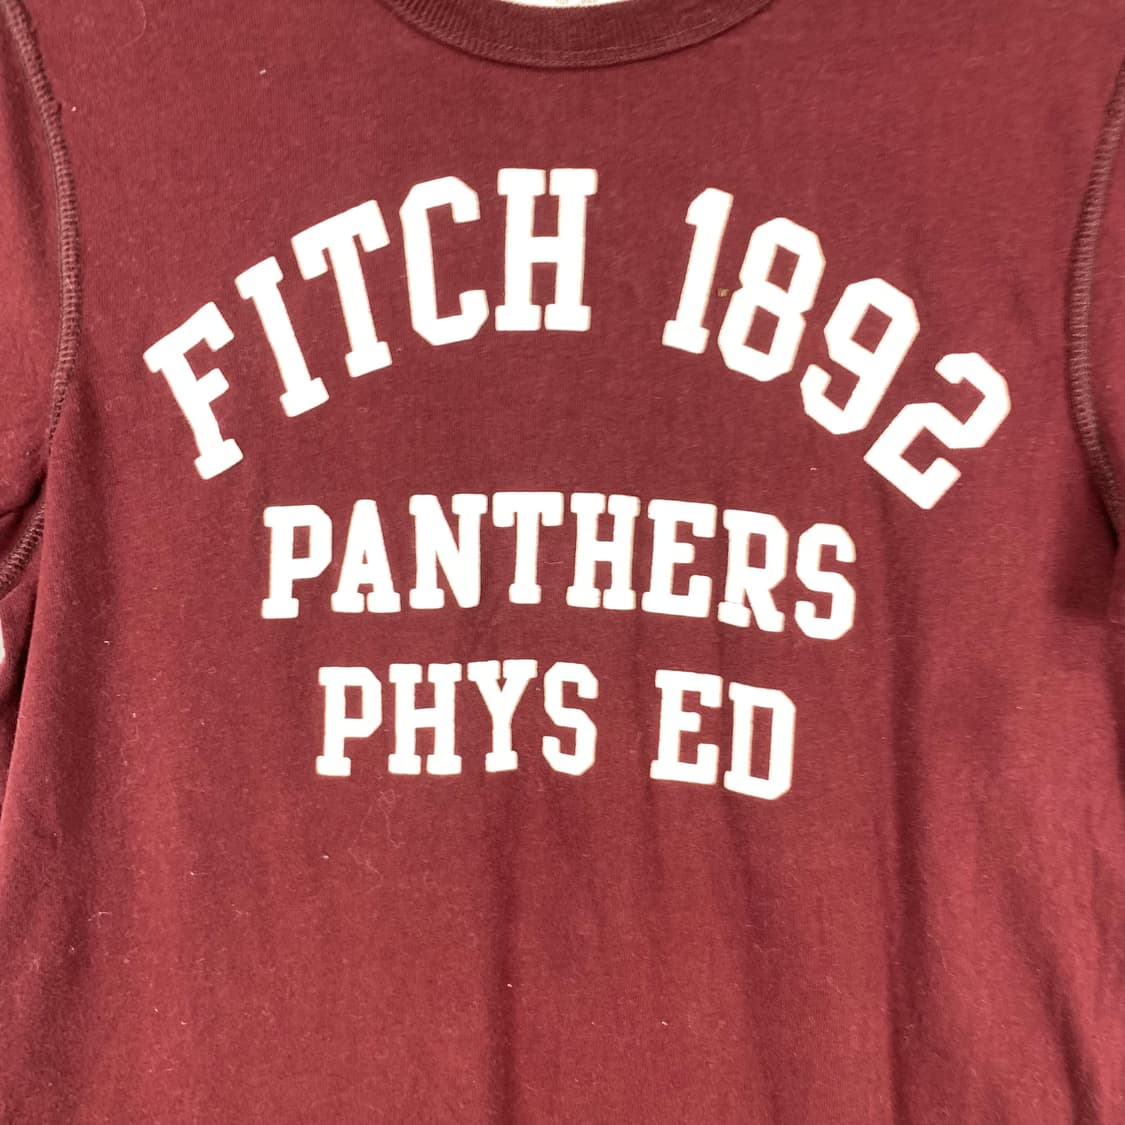 FITCH 1892
PANTHERS
PHYS ED